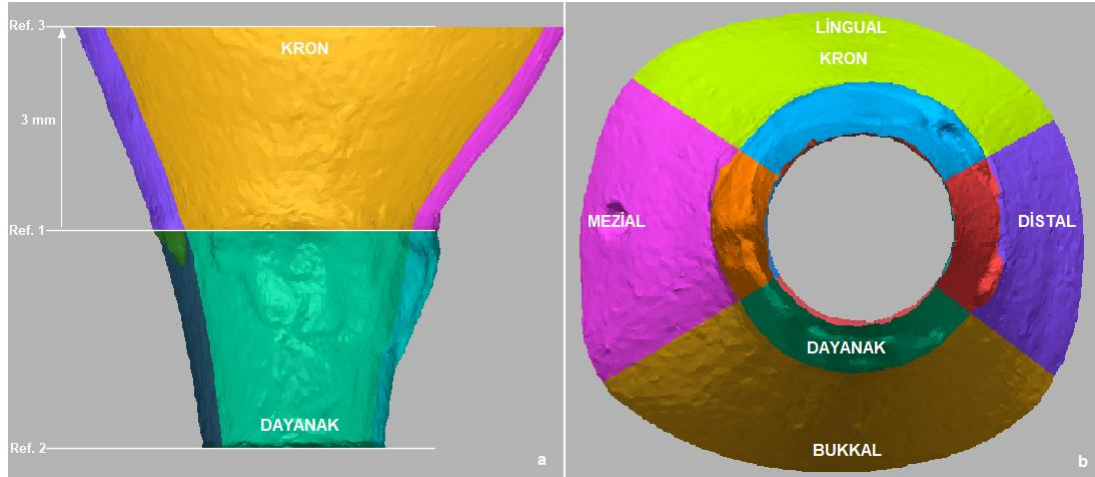 Ref. 3
KRON
3 mm
Ref. 1
DAYANAK
Ref. 2
a
LİNGUAL
KRON
MEZİAL
DİSTAL
DAYANAK
BUKKAL
b